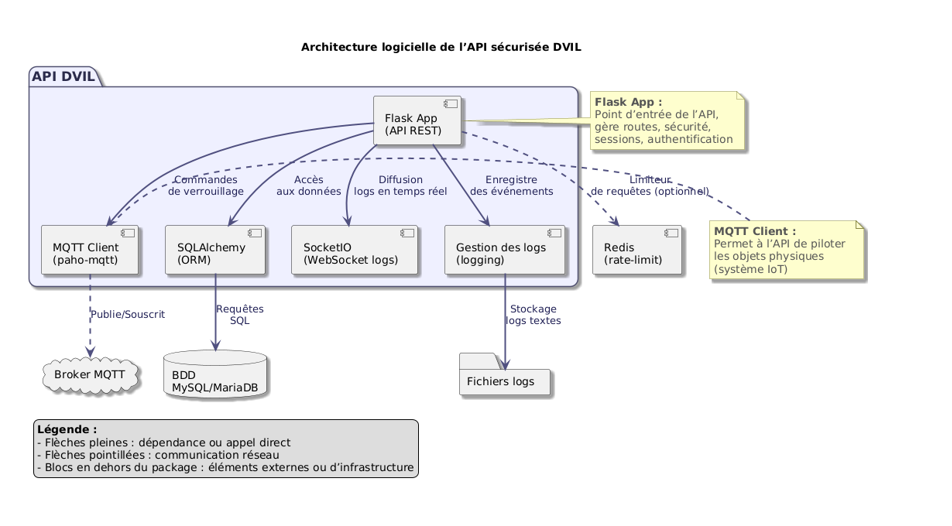 Architecture logicielle de l’API sécurisée DVIL
API DVIL
Flask App
(API REST)
Flask App :
Point d’entrée de l’API,
gère routes, sécurité,
sessions, authentification
Commandes
de verrouillage
Accès
aux données
Diffusion
logs en temps réel
Enregistre
des événements
Limiteur
de requêtes (optionnel)
MQTT Client
(paho-mqtt)
SQLAlchemy
(ORM)
SocketIO
(WebSocket logs)
Gestion des logs
(logging)
Redis
(rate-limit)
MQTT Client :
Permet à l’API de piloter
les objets physiques
(système IoT)
Publie/Souscrit
Requêtes
SQL
Stockage
logs textes
Broker MQTT
BDD
MySQL/MariaDB
Fichiers logs
Légende :
- Flèches pleines : dépendance ou appel direct
- Flèches pointillées : communication réseau
- Blocs en dehors du package : éléments externes ou d’infrastructure